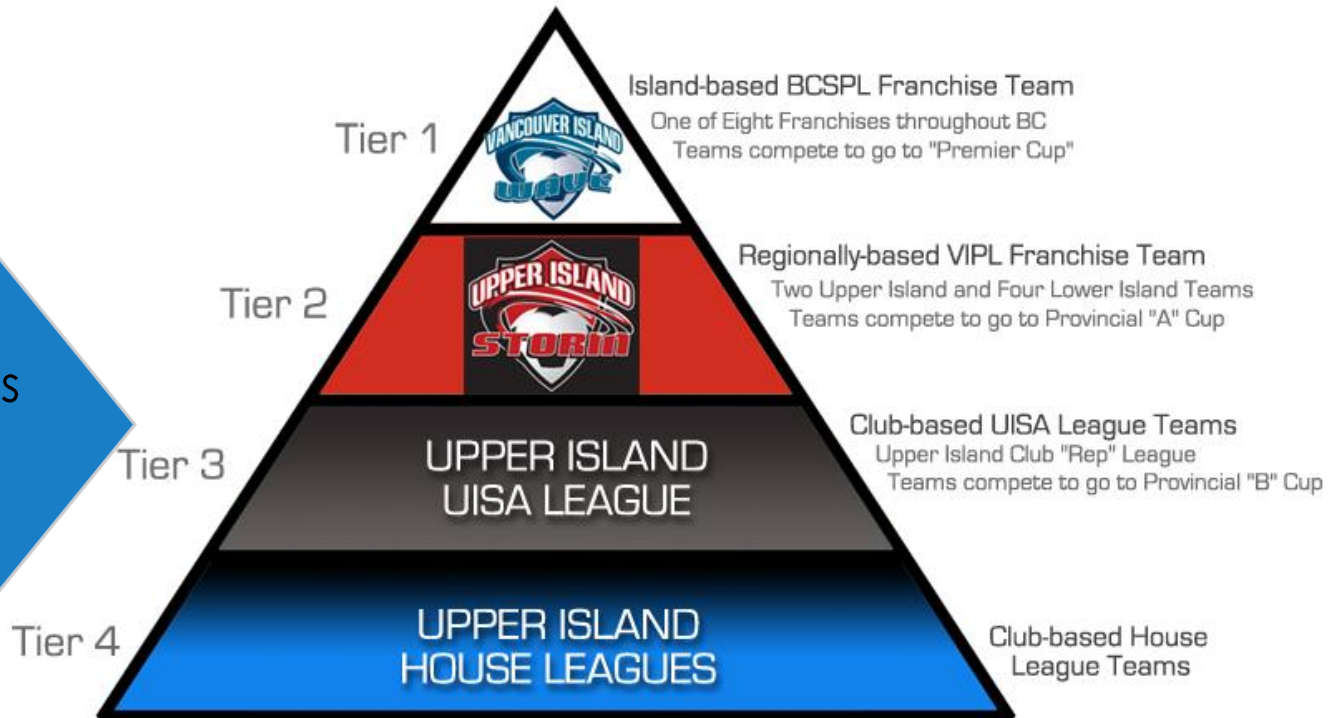 Tier 1
VANCOUVER ISLAND
WAVE
Island-based BCSPL Franchise Team
One of Eight Franchises throughout BC
Teams compete to go to "Premier Cup"
Tier 2
UPPER ISLAND
STORM
Regionally-based VIPL Franchise Team
Two Upper Island and Four Lower Island Teams
Teams compete to go to Provincial "A" Cup
Tier 3
UPPER ISLAND
UISA LEAGUE
Club-based UISA League Teams
Upper Island Club "Rep" League
Teams compete to go to Provincial "B" Cup
Tier 4
UPPER ISLAND
HOUSE LEAGUES
Club-based House
League Teams